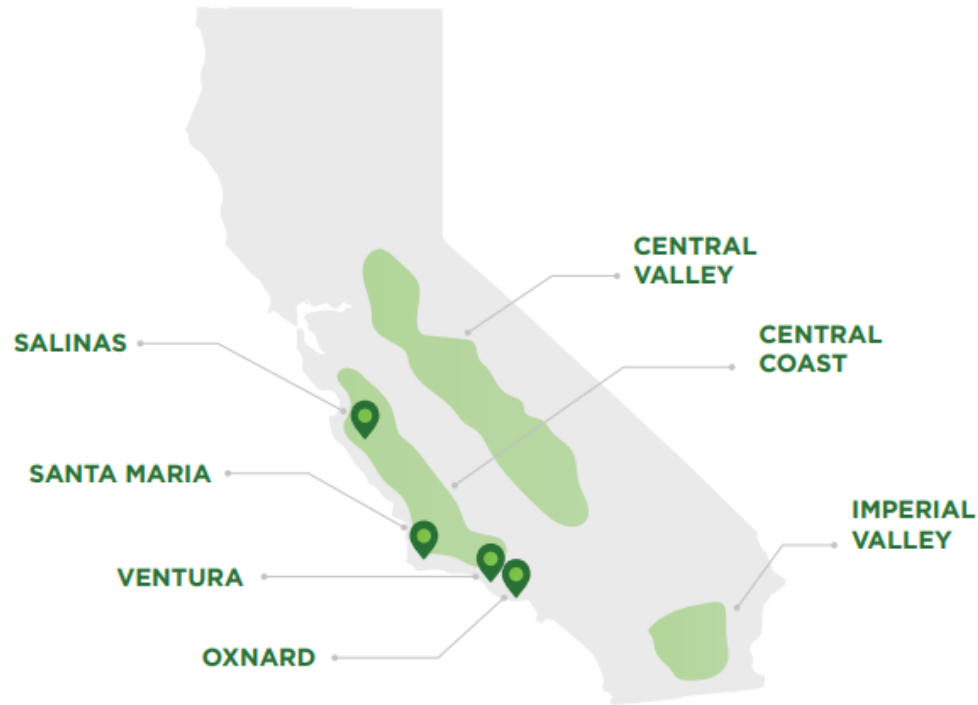 CENTRAL
VALLEY
CENTRAL
COAST
SALINAS
SANTA MARIA
IMPERIAL
VALLEY
VENTURA
OXNARD